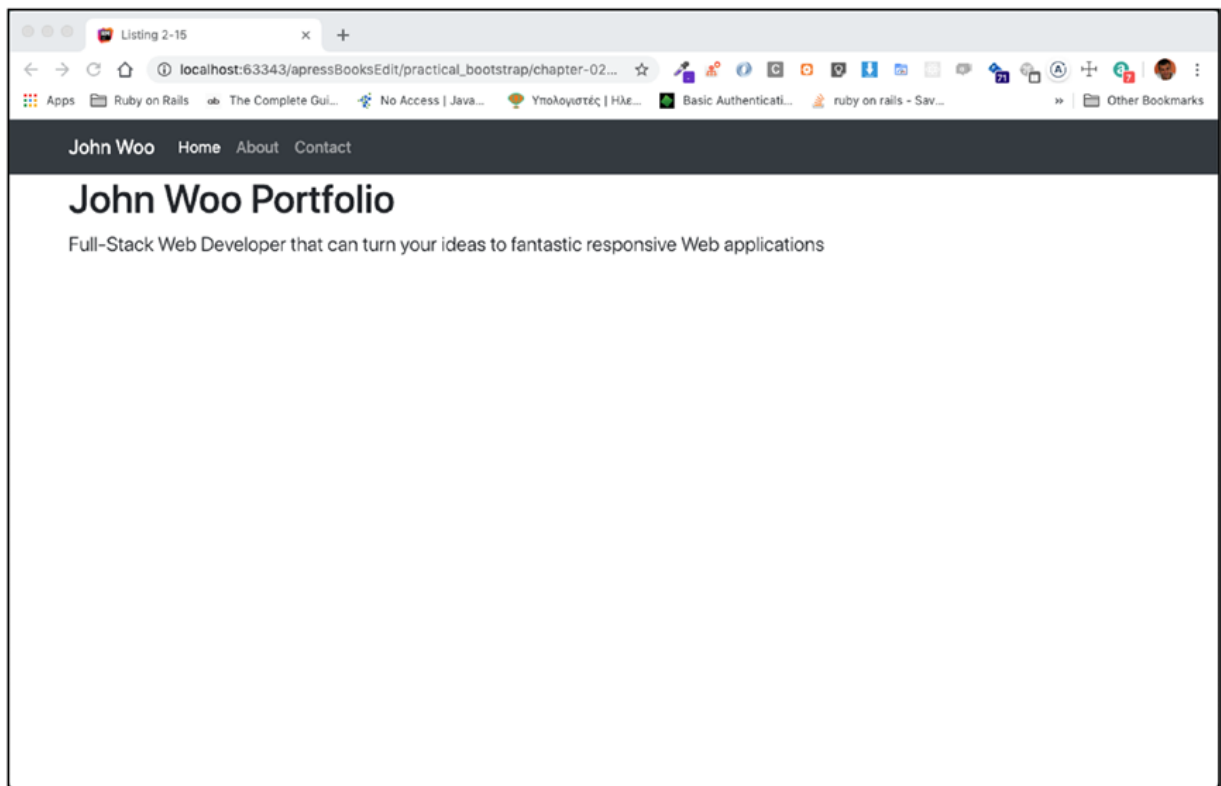 Listing 2-15
localhost:63343/apressBooksEdit/practical_bootstrap/chapter-02...
Apps Ruby on Rails The Complete Gui... No Access | Java... Υπολογιστές | Ηλε... Basic Authenticati... ruby on rails - Sav... » Other Bookmarks
John Woo Home About Contact
John Woo Portfolio
Full-Stack Web Developer that can turn your ideas to fantastic responsive Web applications